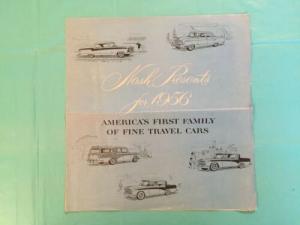 Nash Presents
for 1956
AMERICA'S FIRST FAMILY
OF FINE TRAVEL CARS